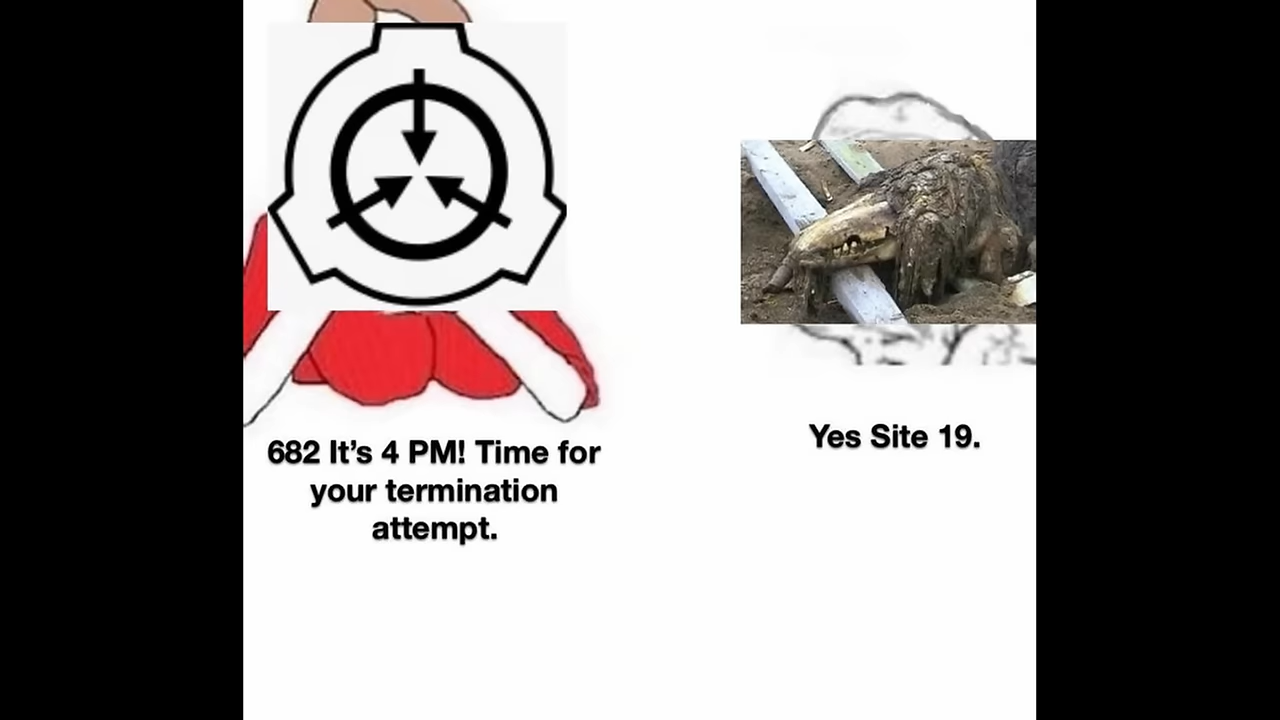 682 It’s 4 PM! Time for
your termination
attempt.
Yes Site 19.